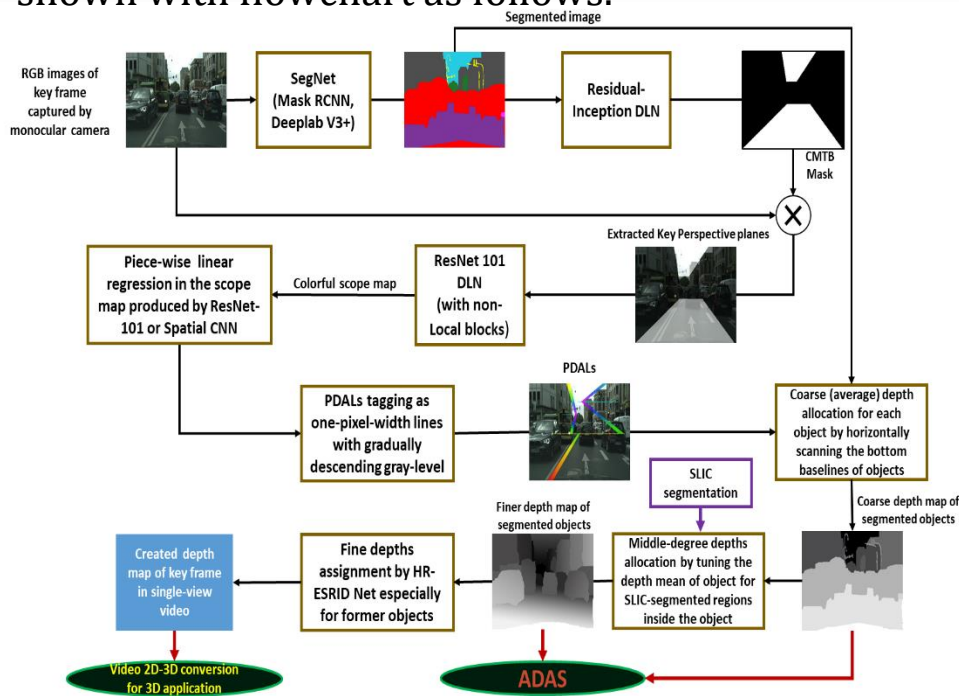 shown with flowchart as follows:
Segmented image
RGB images of
key frame
captured by
monocular camera
SegNet
(Mask RCNN,
Deeplab V3+)
Residual-
Inception DLN
CMTB
Mask
X
Extracted Key Perspective planes
Piece-wise linear
regression in the scope
map produced by ResNet-
101 or Spatial CNN
Colorful scope map
ResNet 101
DLN
(with non-
Local blocks)
PDALs tagging as
one-pixel-width lines
with gradually
descending gray-level
PDALs
Coarse (average) depth
allocation for each
object by horizontally
scanning the bottom
baselines of objects
SLIC
segmentation
Coarse depth map of
segmented objects
Finer depth map of
segmented objects
Created depth
map of key frame
in single-view
video
Fine depths
assignment by HR-
ESRID Net especially
for former objects
Middle-degree depths
allocation by tuning the
depth mean of object for
SLIC-segmented regions
inside the object
Video 2D-3D conversion
for 3D application
ADAS